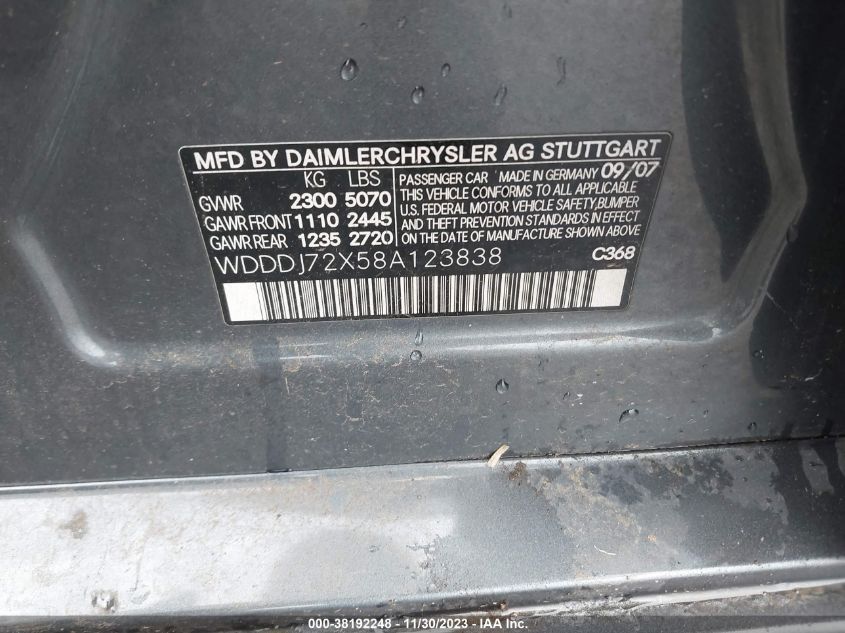 MFD BY DAIMLERCHRYSLER AG STUTTGART
KG LBS
GVWR 2300 5070
GAWR FRONT 1110 2445
GAWR REAR 1235 2720
PASSENGER CAR MADE IN GERMANY 09/07
THIS VEHICLE CONFORMS TO ALL APPLICABLE
U.S. FEDERAL MOTOR VEHICLE SAFETY, BUMPER
AND THEFT PREVENTION STANDARDS IN EFFECT
ON THE DATE OF MANUFACTURE SHOWN ABOVE
WDDDJ72X58A123838 C368
000-38192248 - 11/30/2023 - IAA Inc.